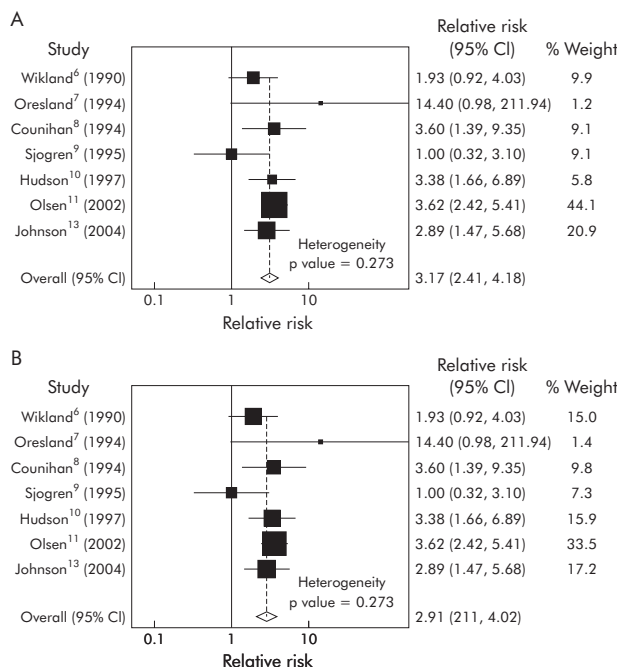 A
Study
Relative risk
(95% CI)
% Weight
Wikland⁶ (1990) 1.93 (0.92, 4.03) 9.9
Oresland⁷ (1994) 14.40 (0.98, 211.94) 1.2
Counihan⁸ (1994) 3.60 (1.39, 9.35) 9.1
Sjogren⁹ (1995) 1.00 (0.32, 3.10) 9.1
Hudson¹⁰ (1997) 3.38 (1.66, 6.89) 5.8
Olsen¹¹ (2002) 3.62 (2.42, 5.41) 44.1
Johnson¹³ (2004) 2.89 (1.47, 5.68) 20.9
Heterogeneity
p value = 0.273
Overall (95% CI) 3.17 (2.41, 4.18)
0.1 1 10
Relative risk
B
Study
Relative risk
(95% CI)
% Weight
Wikland⁶ (1990) 1.93 (0.92, 4.03) 15.0
Oresland⁷ (1994) 14.40 (0.98, 211.94) 1.4
Counihan⁸ (1994) 3.60 (1.39, 9.35) 9.8
Sjogren⁹ (1995) 1.00 (0.32, 3.10) 7.3
Hudson¹⁰ (1997) 3.38 (1.66, 6.89) 15.9
Olsen¹¹ (2002) 3.62 (2.42, 5.41) 33.5
Johnson¹³ (2004) 2.89 (1.47, 5.68) 17.2
Heterogeneity
p value = 0.273
Overall (95% CI) 2.91 (211, 4.02)
0.1 1 10
Relative risk